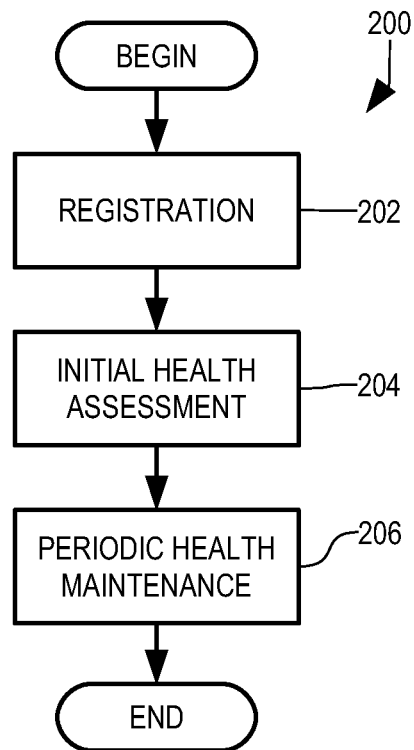 200
BEGIN
REGISTRATION
202
INITIAL HEALTH
ASSESSMENT
204
PERIODIC HEALTH
MAINTENANCE
206
END